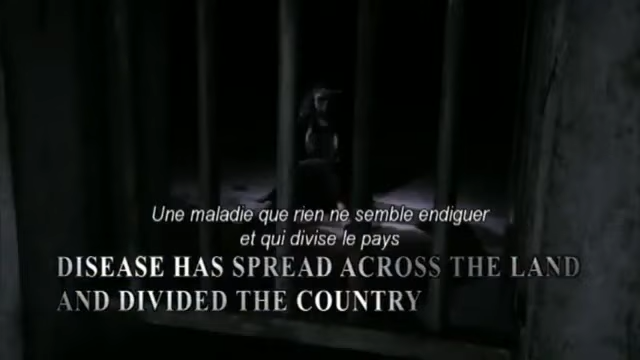 Une maladie que rien ne semble endiguer
et qui divise le pays
DISEASE HAS SPREAD ACROSS THE LAND
AND DIVIDED THE COUNTRY